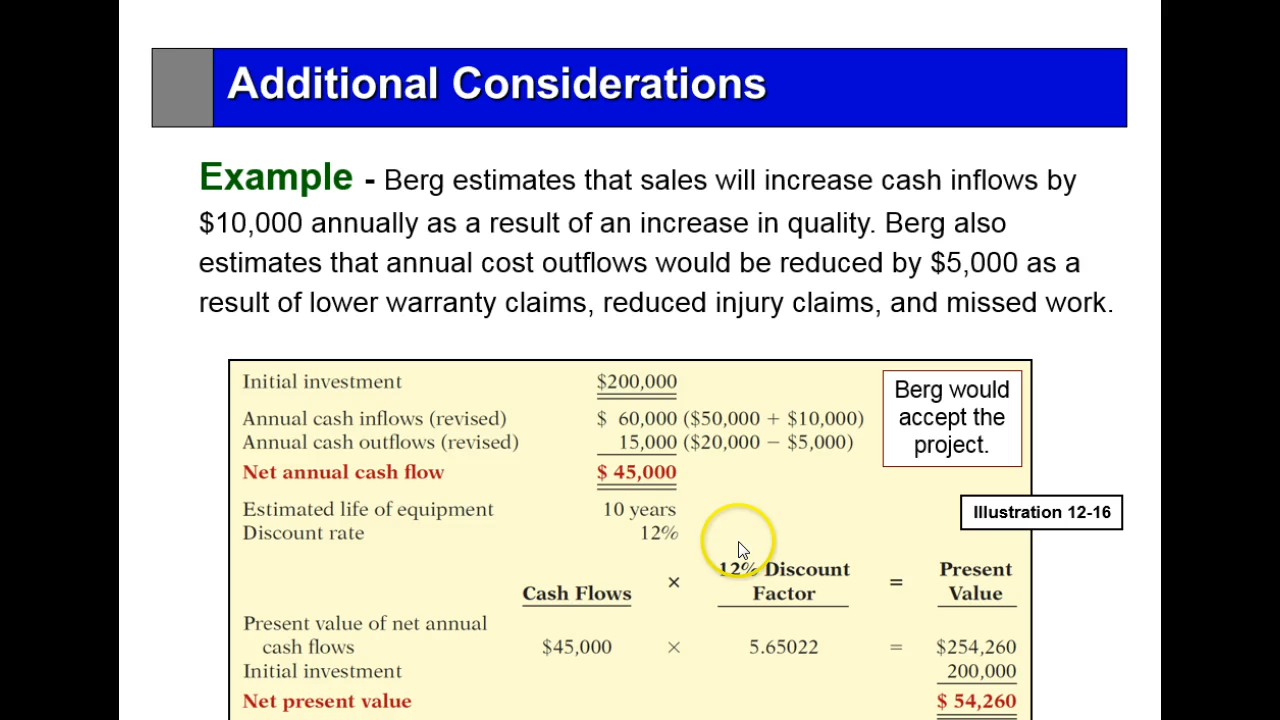 Additional Considerations
Example - Berg estimates that sales will increase cash inflows by
$10,000 annually as a result of an increase in quality. Berg also
estimates that annual cost outflows would be reduced by $5,000 as a
result of lower warranty claims, reduced injury claims, and missed work.
Initial investment $200,000
Annual cash inflows (revised) $ 60,000 ($50,000 + $10,000)
Annual cash outflows (revised) 15,000 ($20,000 − $5,000)
Net annual cash flow $ 45,000
Berg would
accept the
project.
Estimated life of equipment 10 years
Discount rate 12%
Illustration 12-16
12% Discount Present
Cash Flows × Factor = Value
Present value of net annual
cash flows $45,000 × 5.65022 = $254,260
Initial investment 200,000
Net present value $ 54,260